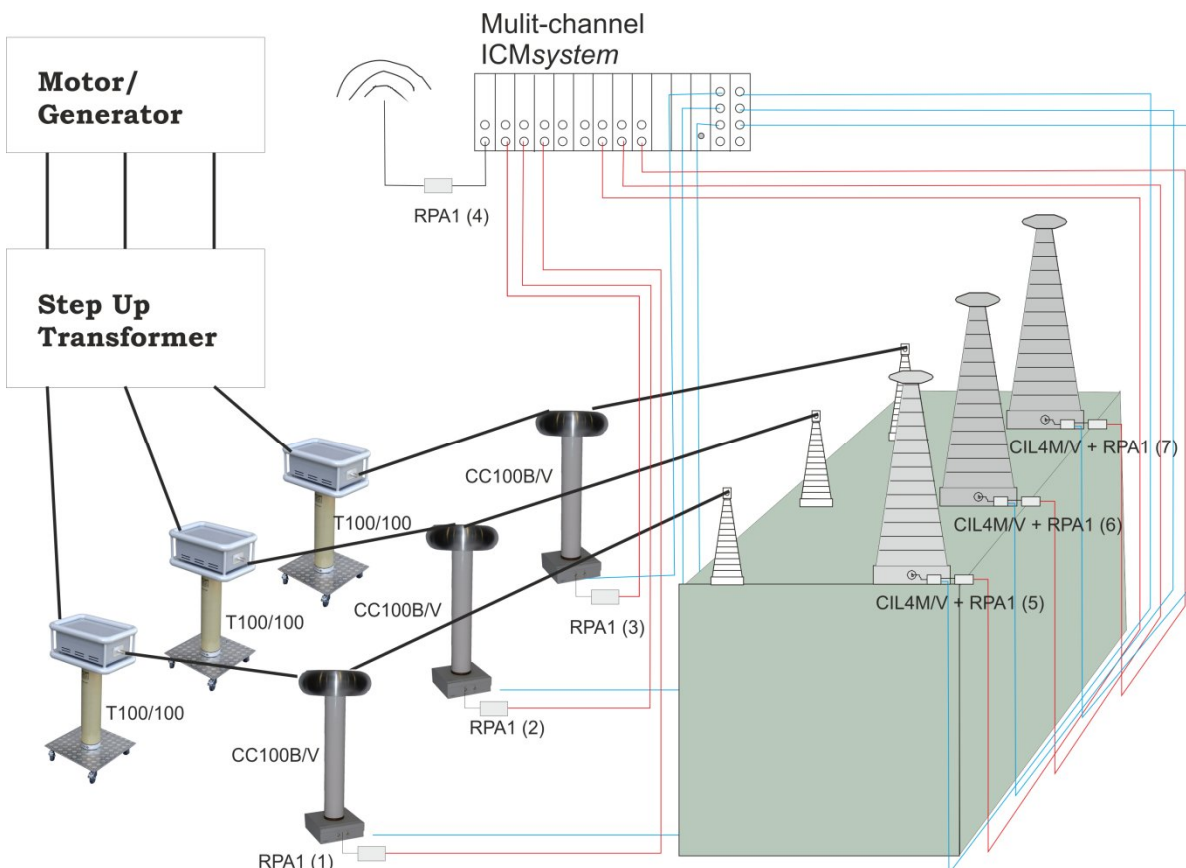 Mulit-channel
ICMsystem
Motor/
Generator
RPA1 (4)
Step Up
Transformer
CC100B/V
CIL4M/V + RPA1 (7)
T100/100
CIL4M/V + RPA1 (6)
CC100B/V
CIL4M/V + RPA1 (5)
T100/100
RPA1 (3)
T100/100
RPA1 (2)
CC100B/V
RPA1 (1)